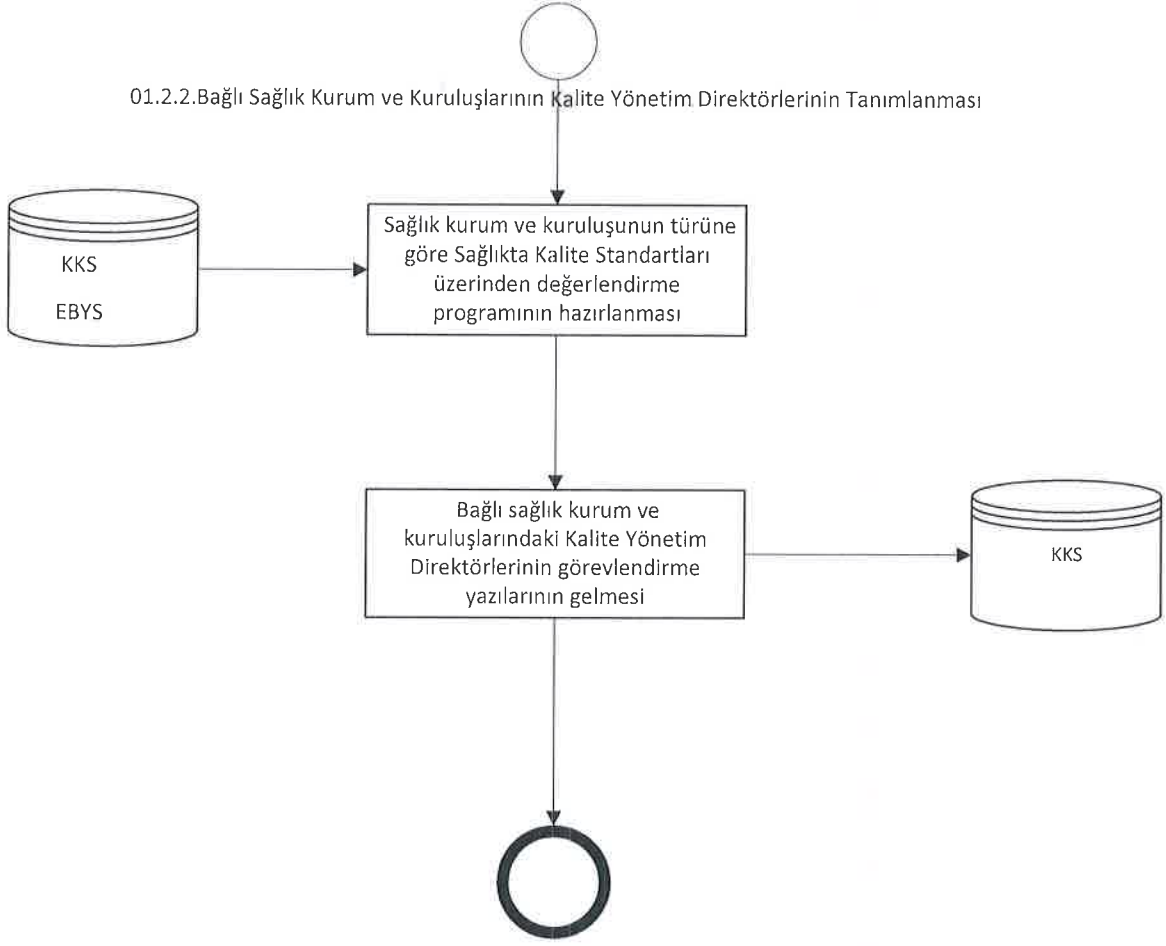 01.2.2.Bağlı Sağlık Kurum ve Kuruluşlarının Kalite Yönetim Direktörlerinin Tanımlanması
KKS
EBYS
Sağlık kurum ve kuruluşunun türüne
göre Sağlıkta Kalite Standartları
üzerinden değerlendirme
programının hazırlanması
Bağlı sağlık kurum ve
kuruluşlarındaki Kalite Yönetim
Direktörlerinin görevlendirme
yazılarının gelmesi
KKS